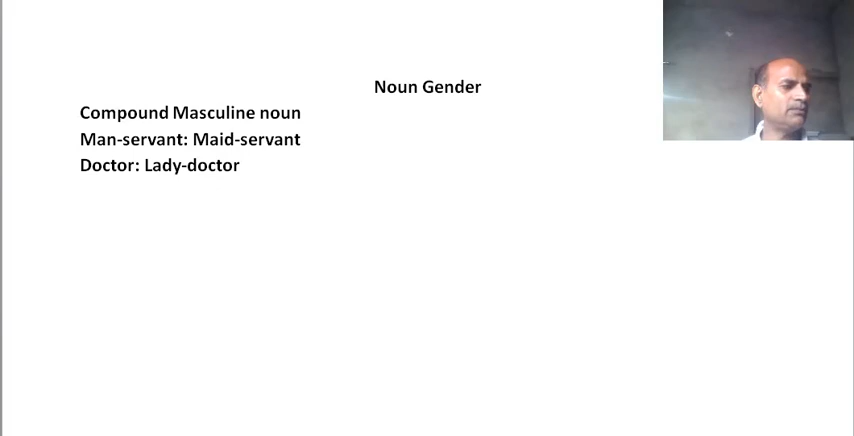 Noun Gender
Compound Masculine noun
Man-servant: Maid-servant
Doctor: Lady-doctor